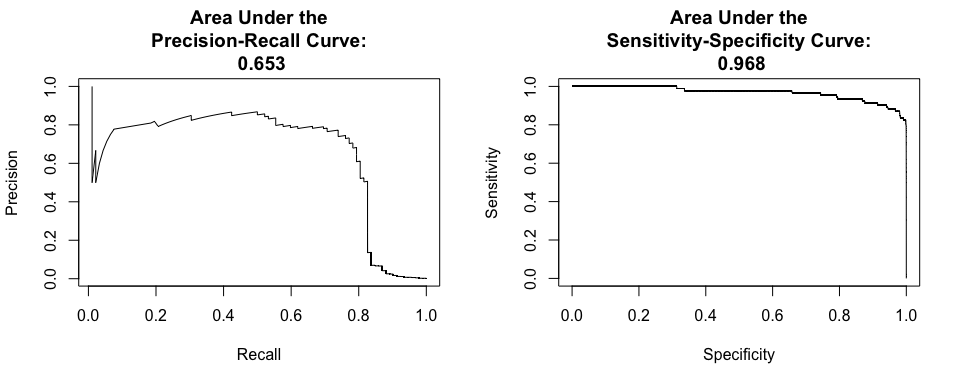 Area Under the
Precision-Recall Curve:
0.653
Precision
0.0 0.2 0.4 0.6 0.8 1.0
0.0 0.2 0.4 0.6 0.8 1.0
Recall
Area Under the
Sensitivity-Specificity Curve:
0.968
Sensitivity
0.0 0.2 0.4 0.6 0.8 1.0
0.0 0.2 0.4 0.6 0.8 1.0
Specificity